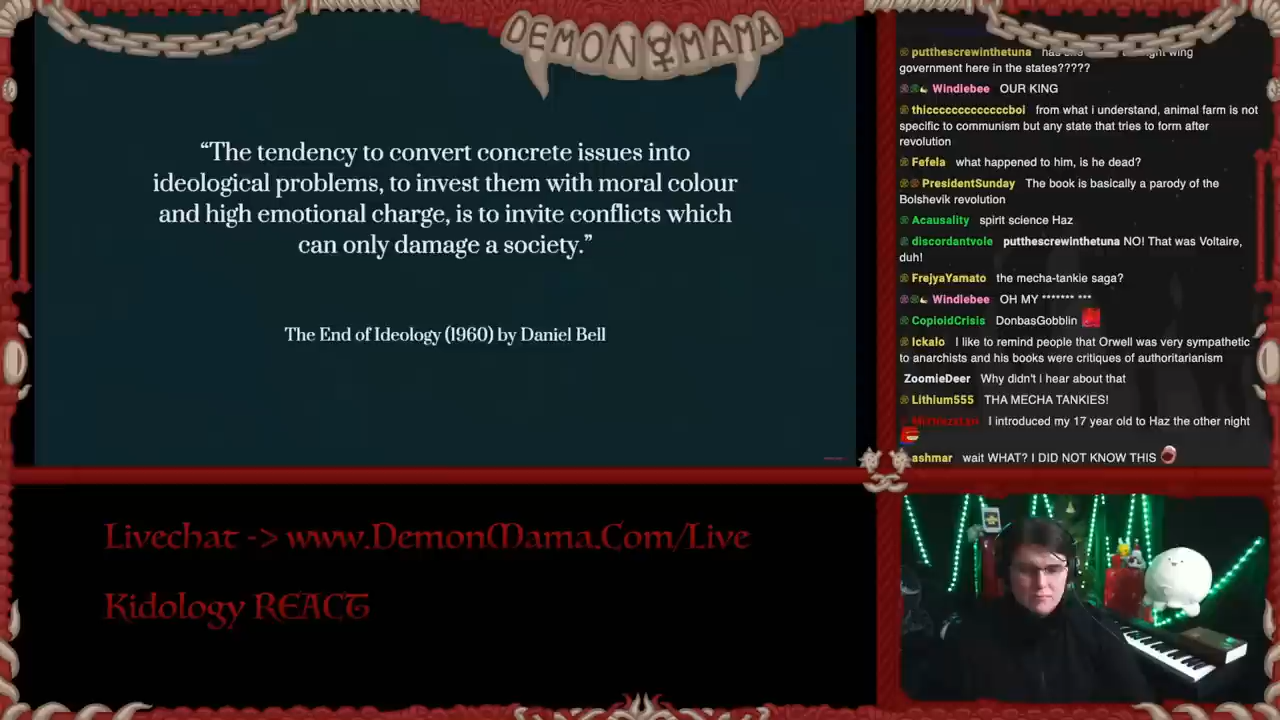 DEMON MAMA
“The tendency to convert concrete issues into
ideological problems, to invest them with moral colour
and high emotional charge, is to invite conflicts which
can only damage a society.”
The End of Ideology (1960) by Daniel Bell
putthescrewinthetuna wing
government here in the states?????
Windlebee OUR KING
thicccccccccccccboi from what i understand, animal farm is not
specific to communism but any state that tries to form after
revolution
Fefela what happened to him, is he dead?
PresidentSunday The book is basically a parody of the
Bolshevik revolution
Acausality spirit science Haz
discordantvole putthescrewinthetuna NO! That was Voltaire,
duh!
FrejyaYamato the mecha-tankie saga?
Windlebee OH MY ******* ***
CopioidCrisis DonbasGobblin
Ickalo I like to remind people that Orwell was very sympathetic
to anarchists and his books were critiques of authoritarianism
ZoomieDeer Why didn't i hear about that
Lithium555 THA MECHA TANKIES!
I introduced my 17 year old to Haz the other night
ashmar wait WHAT? I DID NOT KNOW THIS
Livechat -> www.DemonMama.Com/Live
Kidology REACT